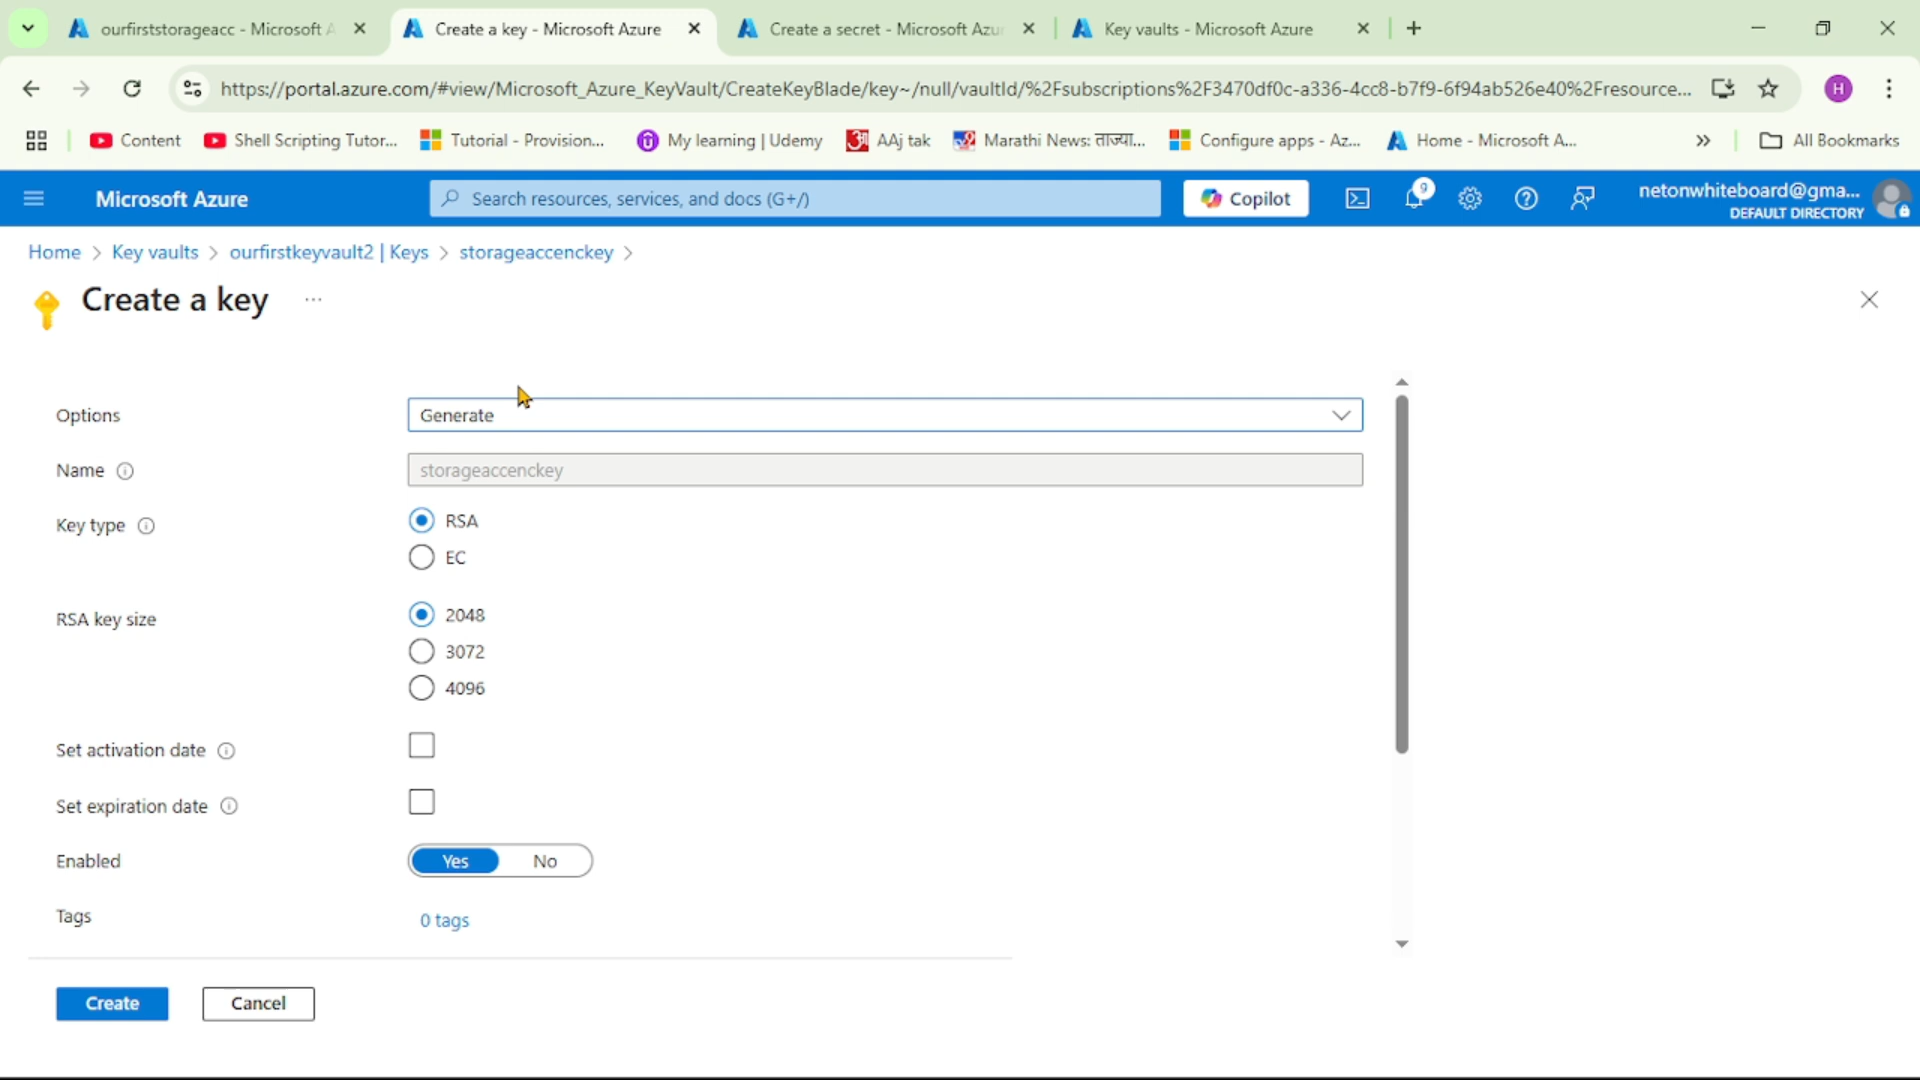 ourfirststorageacc - Microsoft A
Create a key - Microsoft Azure
Create a secret - Microsoft Azur
Key vaults - Microsoft Azure
https://portal.azure.com/#view/Microsoft_Azure_KeyVault/CreateKeyBlade/key~/null/vaultId/%2Fsubscriptions%2F3470df0c-a336-4cc8-b7f9-6f94ab526e40%2Fresource...
H
Content
Shell Scripting Tutor...
Tutorial - Provision...
My learning | Udemy
AAj tak
Marathi News: ताज्या...
Configure apps - Az...
Home - Microsoft A...
All Bookmarks
Microsoft Azure
Search resources, services, and docs (G+/)
Copilot
9
netonwhiteboard@gma...
DEFAULT DIRECTORY
Home > Key vaults > ourfirstkeyvault2 | Keys > storageaccenckey >
Create a key ...
Options
Generate
Name
storageaccenckey
Key type
RSA
EC
RSA key size
2048
3072
4096
Set activation date
Set expiration date
Enabled
Yes No
Tags
0 tags
Create
Cancel